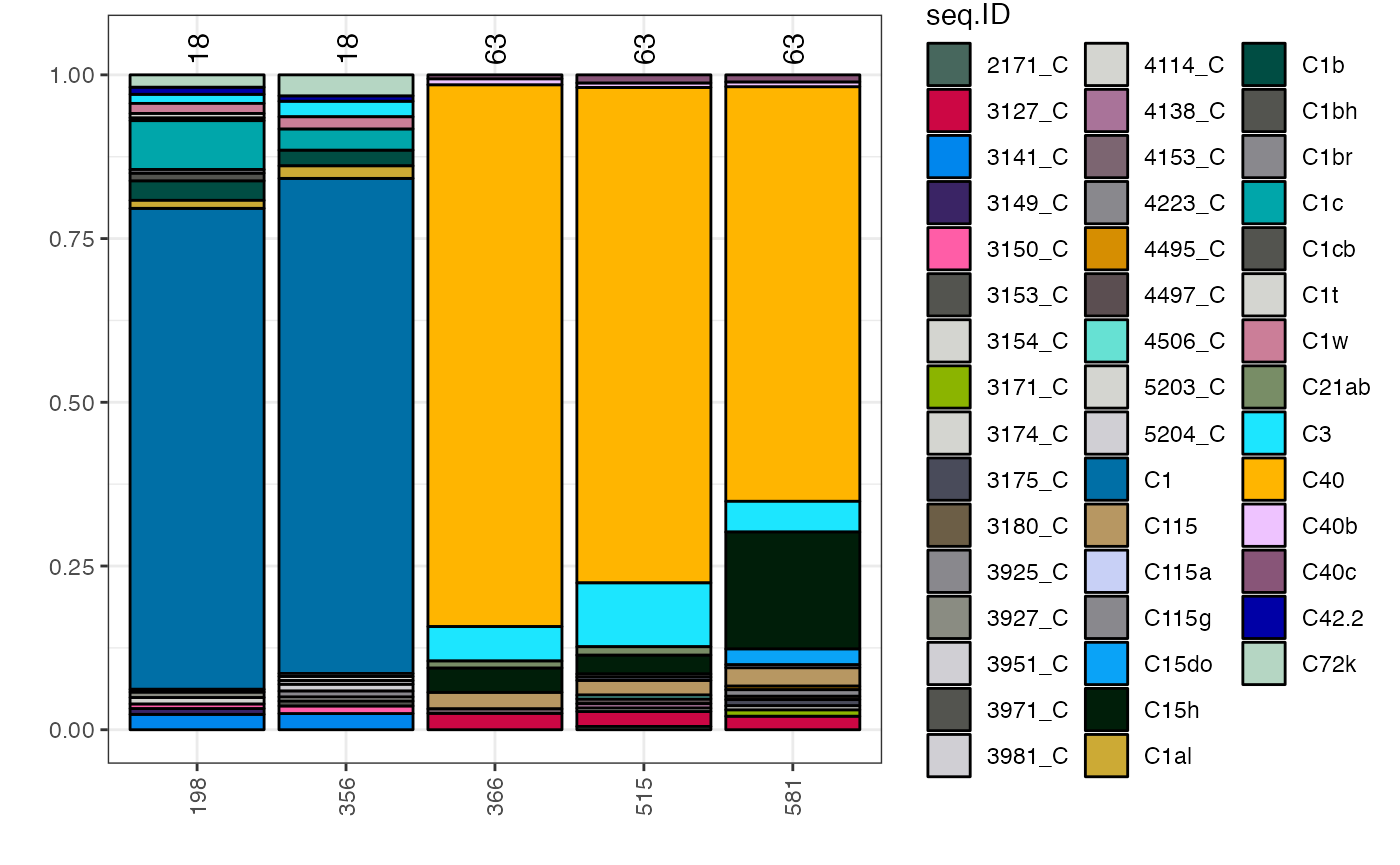 18 18 63 63 63
1.00
0.75
0.50
0.25
0.00
198 356 366 515 581
seq.ID
2171_C 4114_C C1b
3127_C 4138_C C1bh
3141_C 4153_C C1br
3149_C 4223_C C1c
3150_C 4495_C C1cb
3153_C 4497_C C1t
3154_C 4506_C C1w
3171_C 5203_C C21ab
3174_C 5204_C C3
3175_C C1 C40
3180_C C115 C40b
3925_C C115a C40c
3927_C C115g C42.2
3951_C C15do C72k
3971_C C15h
3981_C C1al